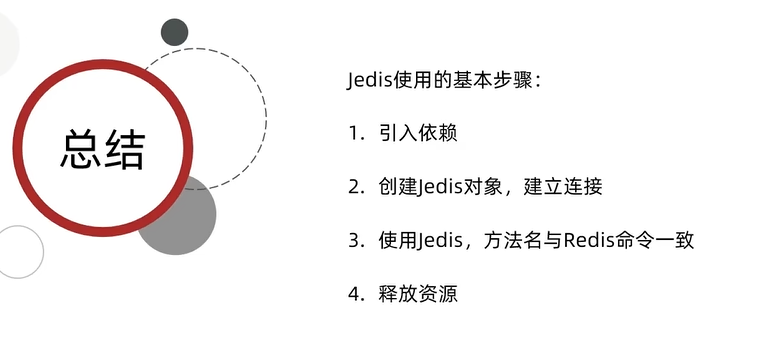 总结
Jedis使用的基本步骤：
1. 引入依赖
2. 创建Jedis对象，建立连接
3. 使用Jedis，方法名与Redis命令一致
4. 释放资源